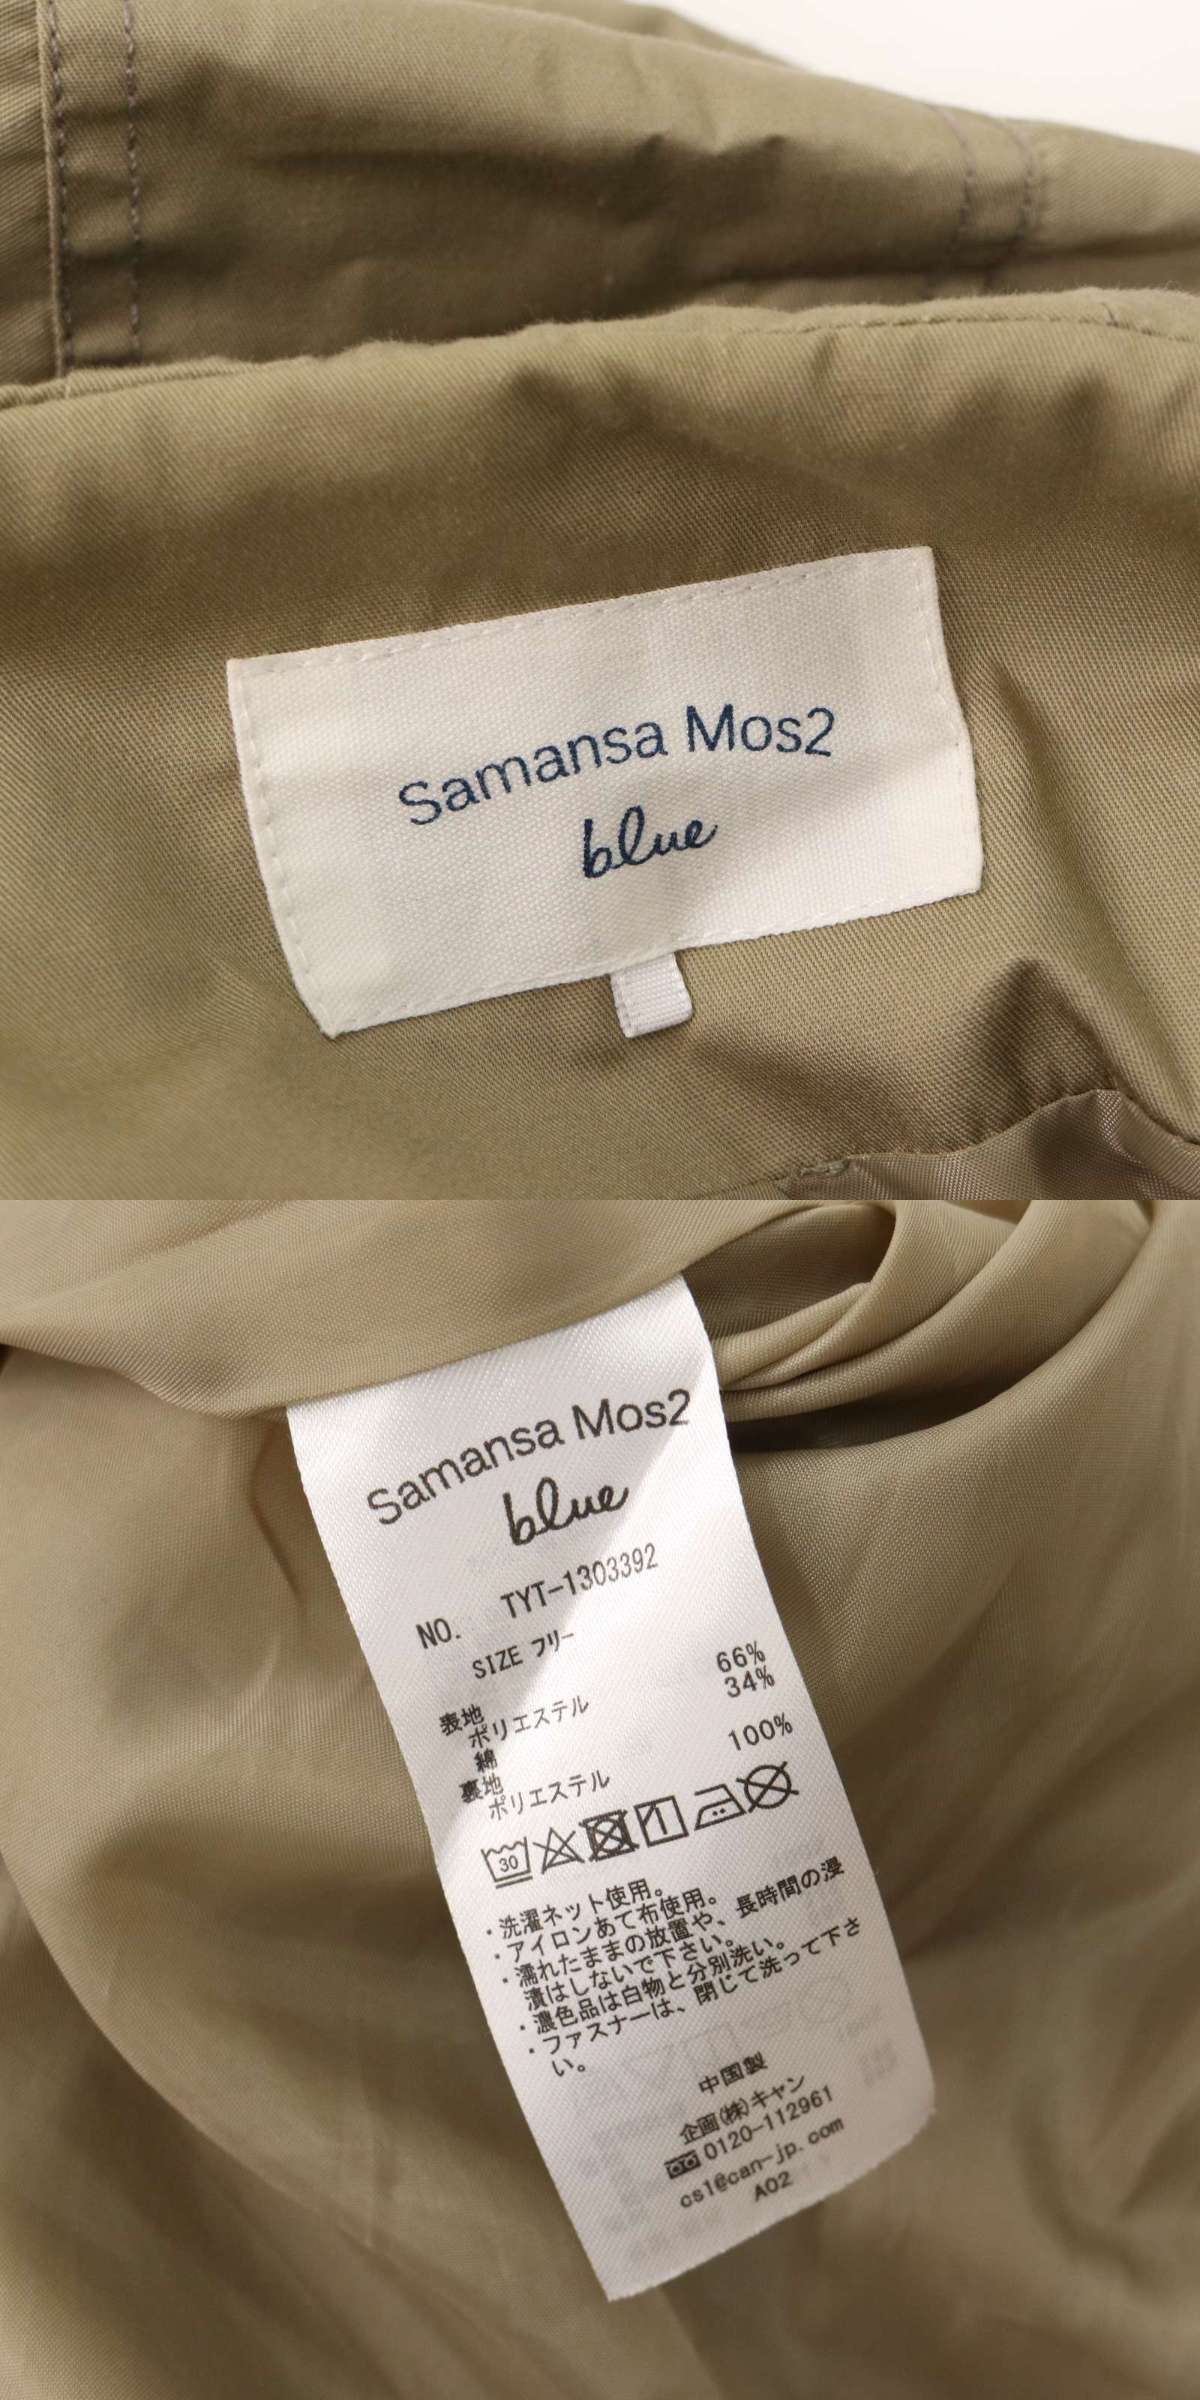 Samansa Mos2
blue
Samansa Mos2
blue
NO. TYT-1303392
SIZE フリー
表地
ポリエステル 66%
綿 34%
裏地
ポリエステル 100%
30
・洗濯ネット使用。
・アイロンあて布使用。
・濡れたままの放置や、長時間の浸
漬はしないで下さい。
・濃色品は白物と分別洗い。
・ファスナーは、閉じて洗って下さ
い。
中国製
企画(株)キャン
0120-112961
cs1@can-jp.com
A02